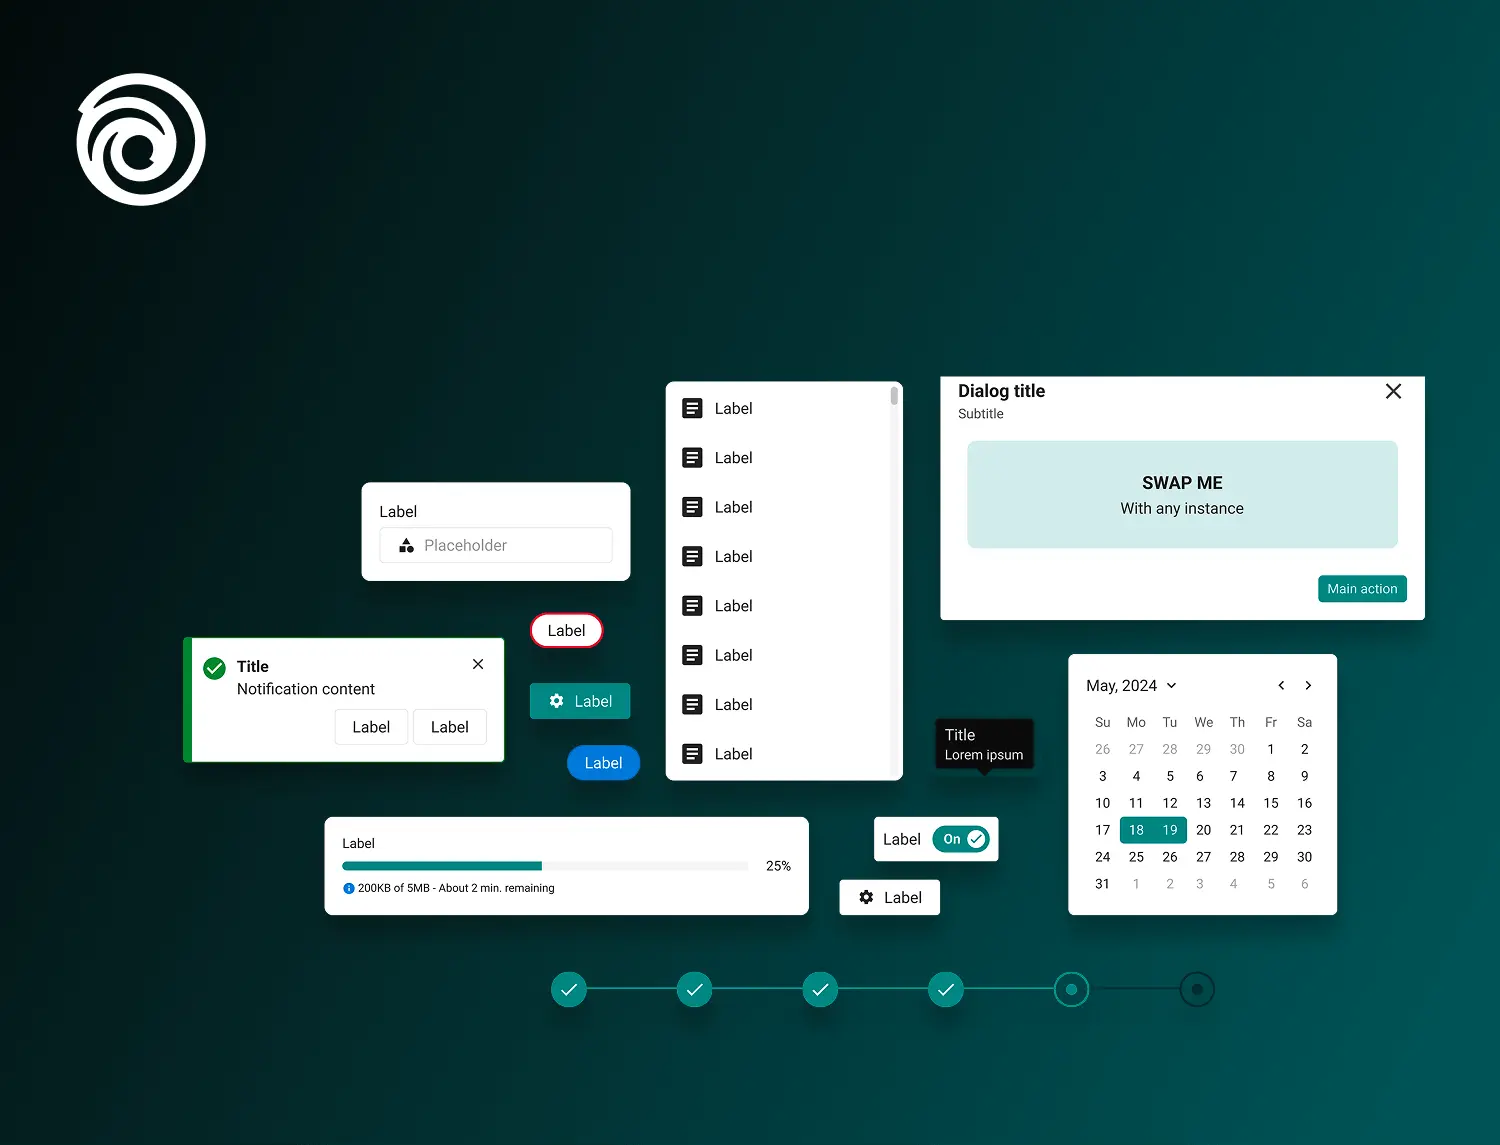 Dialog title
Subtitle
SWAP ME
With any instance
Main action
Label
Label
Label
Label
Label
Label
Label
Label
Label
Placeholder
Label
Title
Notification content
Label Label
Label
Label
Title
Lorem ipsum
May, 2024
Su Mo Tu We Th Fr Sa
26 27 28 29 30 1 2
3 4 5 6 7 8 9
10 11 12 13 14 15 16
17 18 19 20 21 22 23
24 25 26 27 28 29 30
31 1 2 3 4 5 6
Label
25%
200KB of 5MB - About 2 min. remaining
Label On
Label